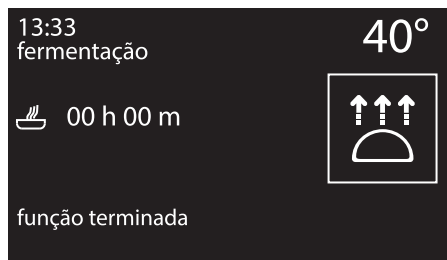 13:33
40°
fermentação
00 h 00 m
função terminada